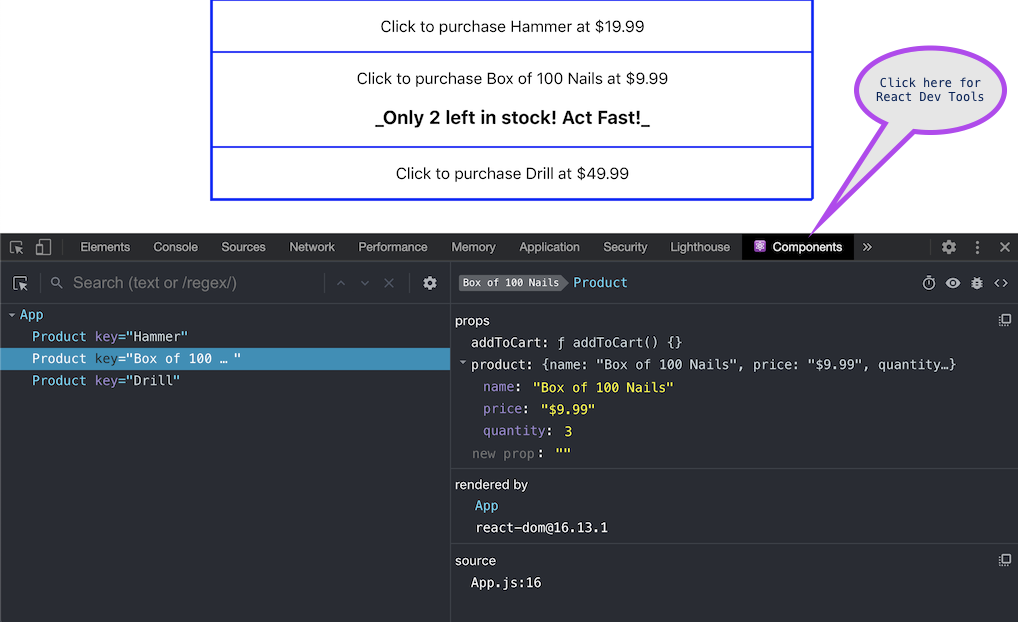 Click to purchase Hammer at $19.99
Click to purchase Box of 100 Nails at $9.99
_Only 2 left in stock! Act Fast!_
Click to purchase Drill at $49.99
Click here for
React Dev Tools
Elements Console Sources Network Performance Memory Application Security Lighthouse Components »
Search (text or /regex/)
App
Product key="Hammer"
Product key="Box of 100 … "
Product key="Drill"
Box of 100 Nails Product
props
addToCart: ƒ addToCart() {}
product: {name: "Box of 100 Nails", price: "$9.99", quantity…}
name: "Box of 100 Nails"
price: "$9.99"
quantity: 3
new prop: ""
rendered by
App
react-dom@16.13.1
source
App.js:16